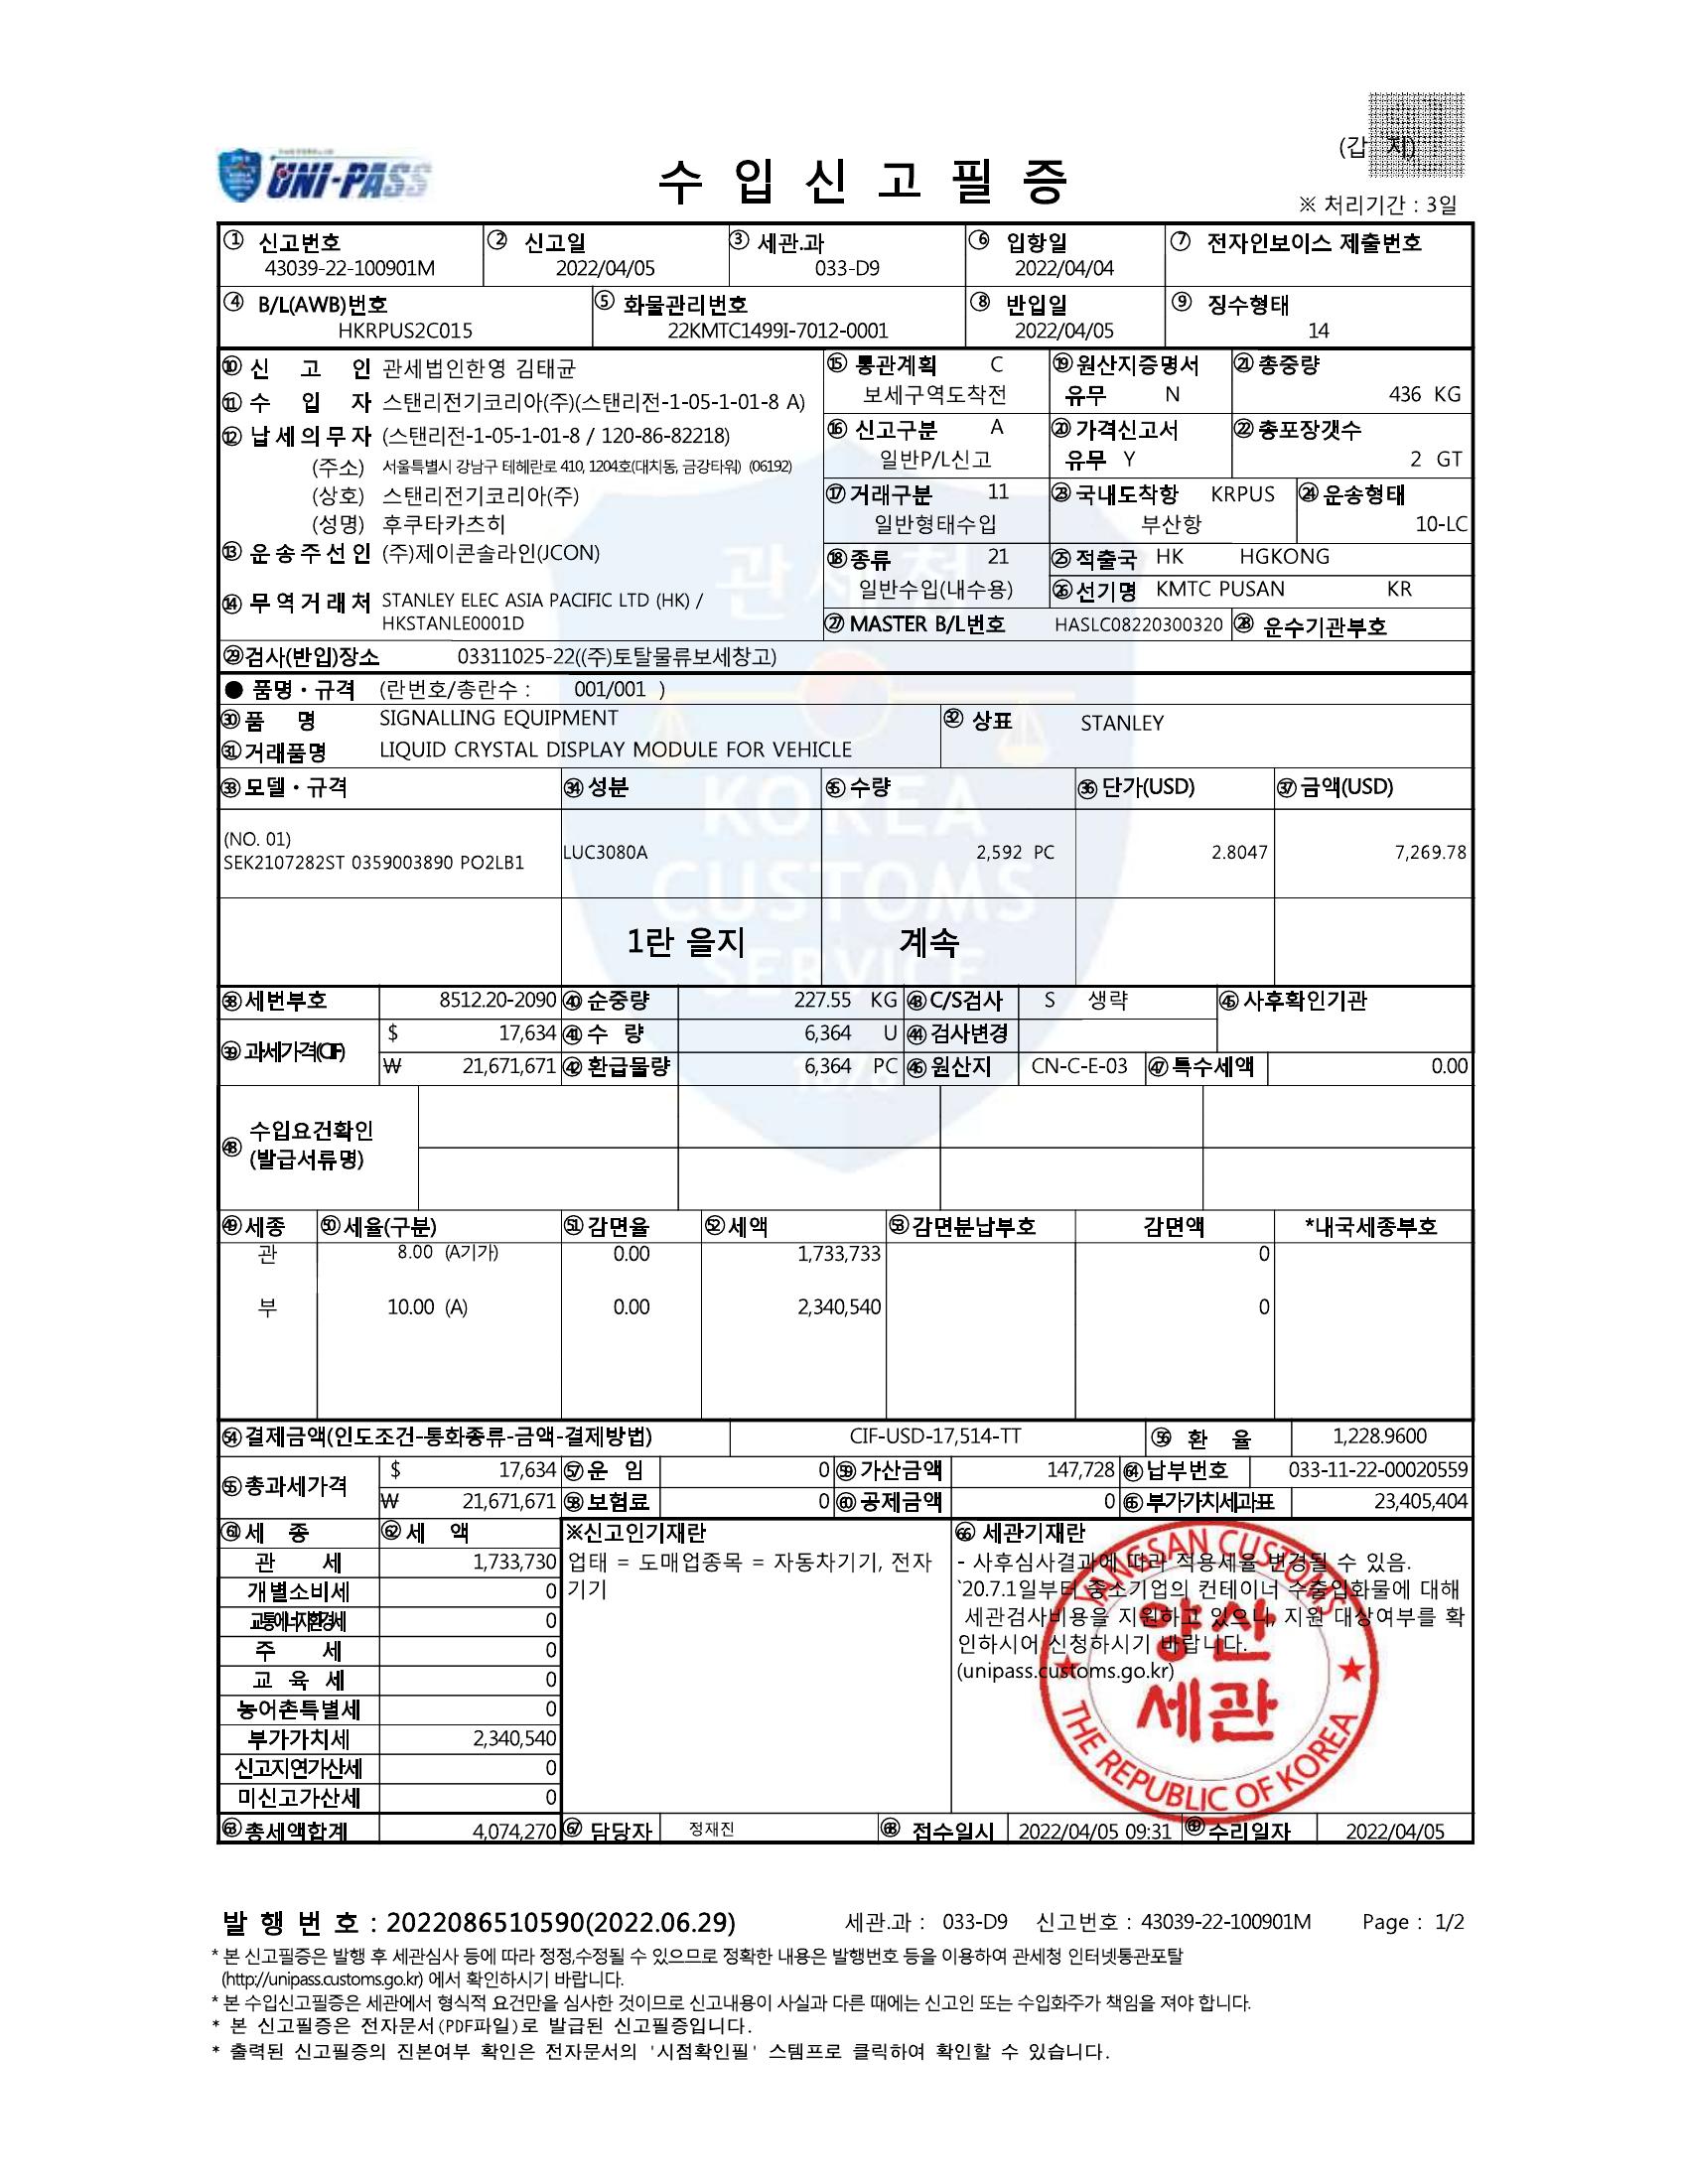 (갑 지)
UNI-PASS
수 입 신 고 필 증
※ 처리기간 : 3일
① 신고번호 ② 신고일 ③ 세관.과 ⑥ 입항일 ⑦ 전자인보이스 제출번호
43039-22-100901M 2022/04/05 033-D9 2022/04/04
④ B/L(AWB)번호 ⑤ 화물관리번호 ⑧ 반입일 ⑨ 징수형태
HKRPUS2C015 22KMTC1499I-7012-0001 2022/04/05 14
⑩ 신 고 인 관세법인한영 김태균
⑪ 수 입 자 스탠리전기코리아(주)(스탠리전-1-05-1-01-8 A)
⑫ 납세의무자 (스탠리전-1-05-1-01-8 / 120-86-82218)
(주소) 서울특별시 강남구 테헤란로 410, 1204호(대치동, 금강타워) (06192)
(상호) 스탠리전기코리아(주)
(성명) 후쿠타카츠히
⑬ 운송주선인 (주)제이콘솔라인(JCON)
⑭ 무역거래처 STANLEY ELEC ASIA PACIFIC LTD (HK) /
HKSTANLE0001D
⑮ 통관계획 C
보세구역도착전
⑯ 신고구분 A
일반P/L신고
⑰ 거래구분 11
일반형태수입
⑱ 종류 21
일반수입(내수용)
⑲ 원산지증명서
유무 N
⑳ 가격신고서
유무 Y
㉑ 총중량
436 KG
㉒ 총포장갯수
2 GT
㉓ 국내도착항 KRPUS
부산항
㉔ 운송형태
10-LC
㉕ 적출국 HK HGKONG
㉖ 선기명 KMTC PUSAN KR
㉗ MASTER B/L번호 HASLC08220300320 ㉘ 운수기관부호
㉙ 검사(반입)장소 03311025-22((주)토탈물류보세창고)
● 품명・규격 (란번호/총란수 : 001/001 )
㉚ 품 명 SIGNALLING EQUIPMENT ㉜ 상표 STANLEY
㉛ 거래품명 LIQUID CRYSTAL DISPLAY MODULE FOR VEHICLE
㉝ 모델・규격 ㉞ 성분 ㉟ 수량 ㊱ 단가(USD) ㊲ 금액(USD)
(NO. 01)
SEK2107282ST 0359003890 PO2LB1 LUC3080A 2,592 PC 2.8047 7,269.78
1란 을지 계속
관세청
KOREA
CUSTOMS
SERVICE
㊳ 세번부호 8512.20-2090 ㊵ 순중량 227.55 KG ㊸ C/S검사 S 생략 ㊺ 사후확인기관
㊴ 과세가격(CIF) $ 17,634 ㊶ 수 량 6,364 U ㊹ 검사변경
₩ 21,671,671 ㊷ 환급물량 6,364 PC ㊻ 원산지 CN-C-E-03 ㊼ 특수세액 0.00
㊽ 수입요건확인
(발급서류명)
㊾ 세종 ㊿ 세율(구분) 51 감면율 52 세액 53 감면분납부호 감면액 *내국세종부호
관 8.00 (A기가) 0.00 1,733,733 0
부 10.00 (A) 0.00 2,340,540 0
54 결제금액(인도조건-통화종류-금액-결제방법) CIF-USD-17,514-TT 56 환 율 1,228.9600
55 총과세가격 $ 17,634 57 운 임 0 59 가산금액 147,728 64 납부번호 033-11-22-00020559
₩ 21,671,671 58 보험료 0 60 공제금액 0 65 부가가치세과표 23,405,404
61 세 종 62 세 액 ※신고인기재란 66 세관기재란
관 세 1,733,730
개별소비세 0
교통에너지환경세 0
주 세 0
교 육 세 0
농어촌특별세 0
부가가치세 2,340,540
신고지연가산세 0
미신고가산세 0
업태 = 도매업종목 = 자동차기기, 전자
기기
- 사후심사결과에 따라 적용세율 변경될 수 있음.
`20.7.1일부터 중소기업의 컨테이너 수출입화물에 대해
세관검사비용을 지원하고 있으니, 지원 대상여부를 확
인하시어 신청하시기 바랍니다.
(unipass.customs.go.kr)
YANGSAN CUSTOMS
양산
세관
THE REPUBLIC OF KOREA
63 총세액합계 4,074,270 67 담당자 정재진 68 접수일시 2022/04/05 09:31 69 수리일자 2022/04/05
발 행 번 호 : 2022086510590(2022.06.29) 세관.과 : 033-D9 신고번호 : 43039-22-100901M Page : 1/2
* 본 신고필증은 발행 후 세관심사 등에 따라 정정,수정될 수 있으므로 정확한 내용은 발행번호 등을 이용하여 관세청 인터넷통관포탈
(http://unipass.customs.go.kr) 에서 확인하시기 바랍니다.
* 본 수입신고필증은 세관에서 형식적 요건만을 심사한 것이므로 신고내용이 사실과 다른 때에는 신고인 또는 수입화주가 책임을 져야 합니다.
* 본 신고필증은 전자문서(PDF파일)로 발급된 신고필증입니다.
* 출력된 신고필증의 진본여부 확인은 전자문서의 '시점확인필' 스템프로 클릭하여 확인할 수 있습니다.